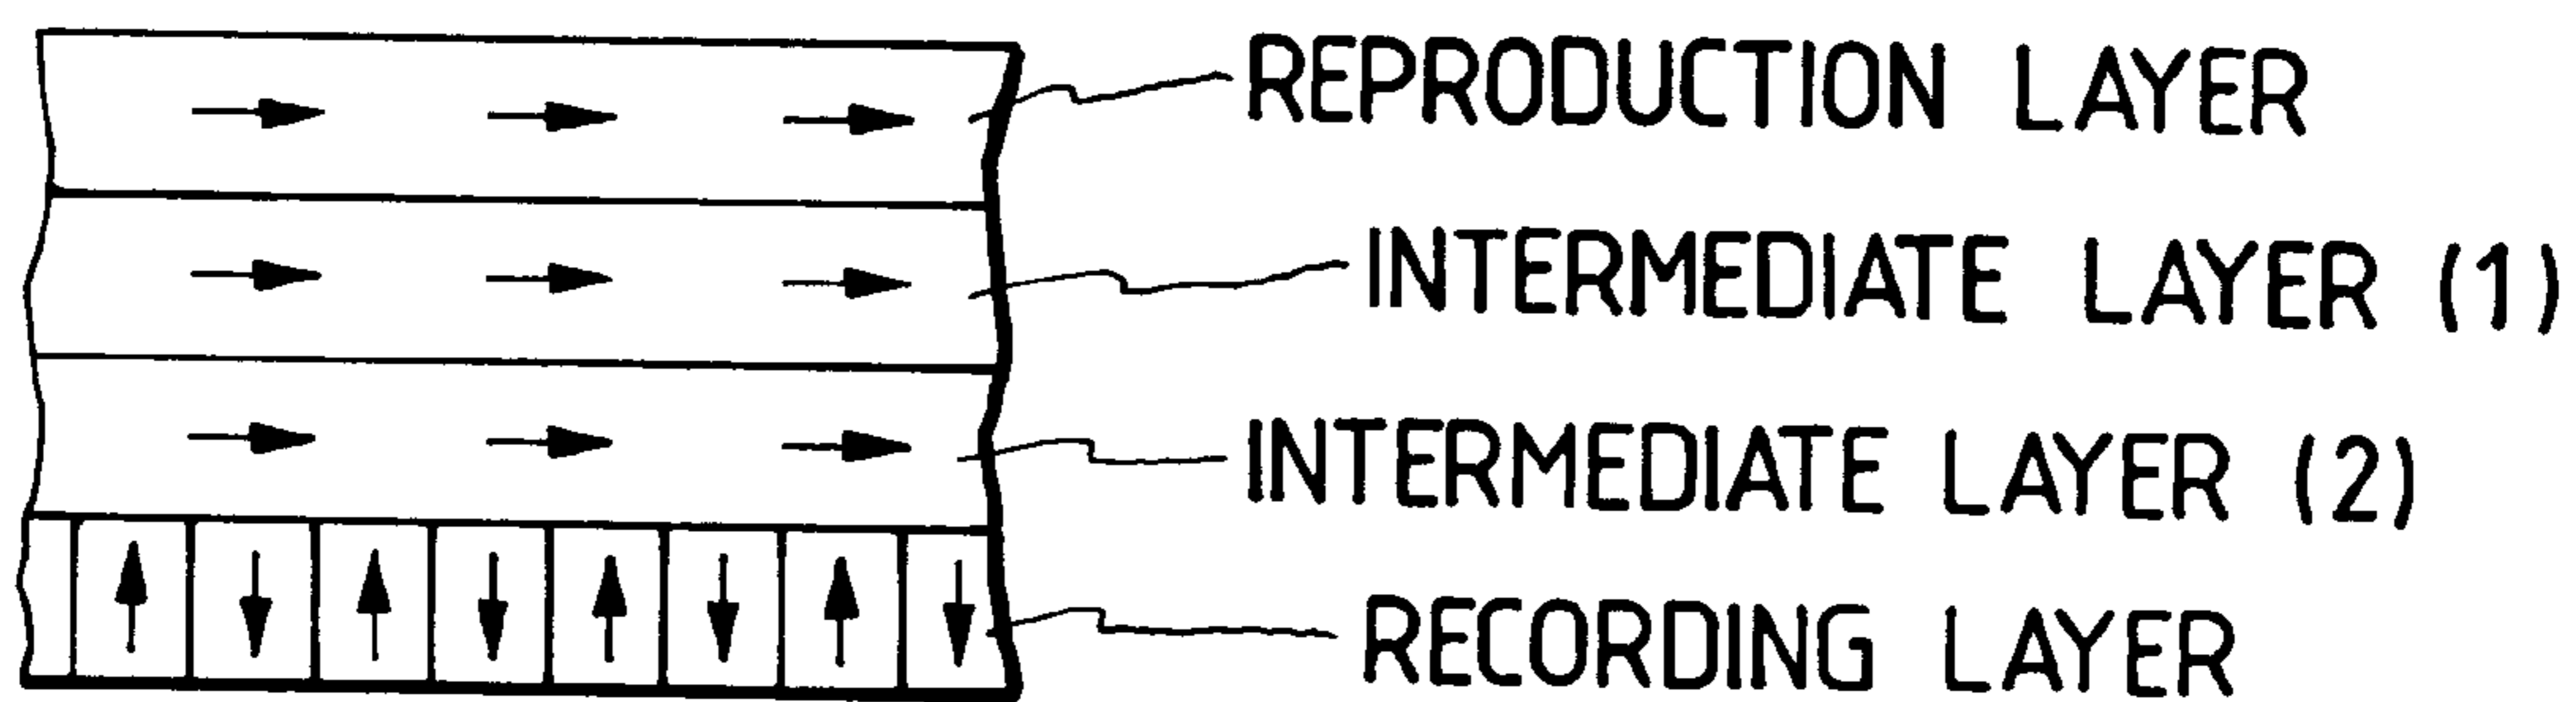 REPRODUCTION LAYER
INTERMEDIATE LAYER (1)
INTERMEDIATE LAYER (2)
RECORDING LAYER